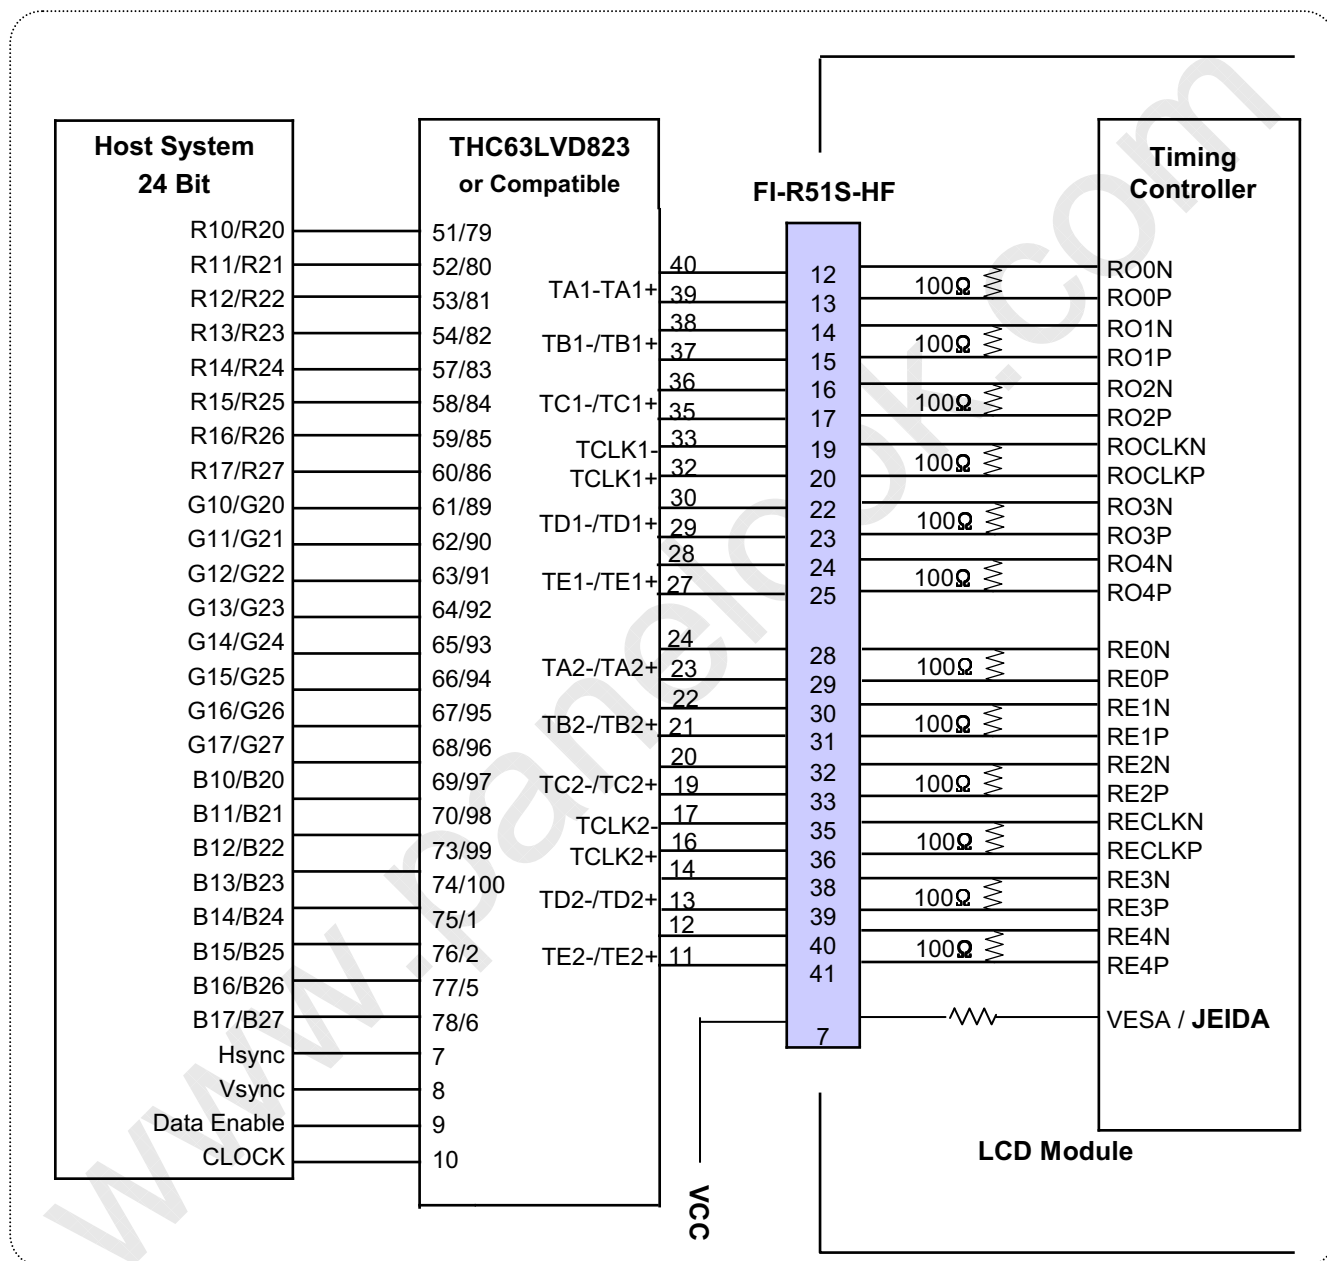 Host System
24 Bit
R10/R20
R11/R21
R12/R22
R13/R23
R14/R24
R15/R25
R16/R26
R17/R27
G10/G20
G11/G21
G12/G22
G13/G23
G14/G24
G15/G25
G16/G26
G17/G27
B10/B20
B11/B21
B12/B22
B13/B23
B14/B24
B15/B25
B16/B26
B17/B27
Hsync
Vsync
Data Enable
CLOCK
THC63LVD823
or Compatible
51/79
52/80
53/81
54/82
57/83
58/84
59/85
60/86
61/89
62/90
63/91
64/92
65/93
66/94
67/95
68/96
69/97
70/98
73/99
74/100
75/1
76/2
77/5
78/6
7
8
9
10
TA1-TA1+
TB1-/TB1+
TC1-/TC1+
TCLK1-
TCLK1+
TD1-/TD1+
TE1-/TE1+
TA2-/TA2+
TB2-/TB2+
TC2-/TC2+
TCLK2-
TCLK2+
TD2-/TD2+
TE2-/TE2+
40
39
38
37
36
35
33
32
30
29
28
27
24
23
22
21
20
19
17
16
14
13
12
11
VCC
FI-R51S-HF
12
13
14
15
16
17
19
20
22
23
24
25
28
29
30
31
32
33
35
36
38
39
40
41
7
100Ω
100Ω
100Ω
100Ω
100Ω
100Ω
100Ω
100Ω
100Ω
100Ω
100Ω
100Ω
Timing
Controller
RO0N
RO0P
RO1N
RO1P
RO2N
RO2P
ROCLKN
ROCLKP
RO3N
RO3P
RO4N
RO4P
RE0N
RE0P
RE1N
RE1P
RE2N
RE2P
RECLKN
RECLKP
RE3N
RE3P
RE4N
RE4P
VESA / JEIDA
LCD Module
www.panelook.com